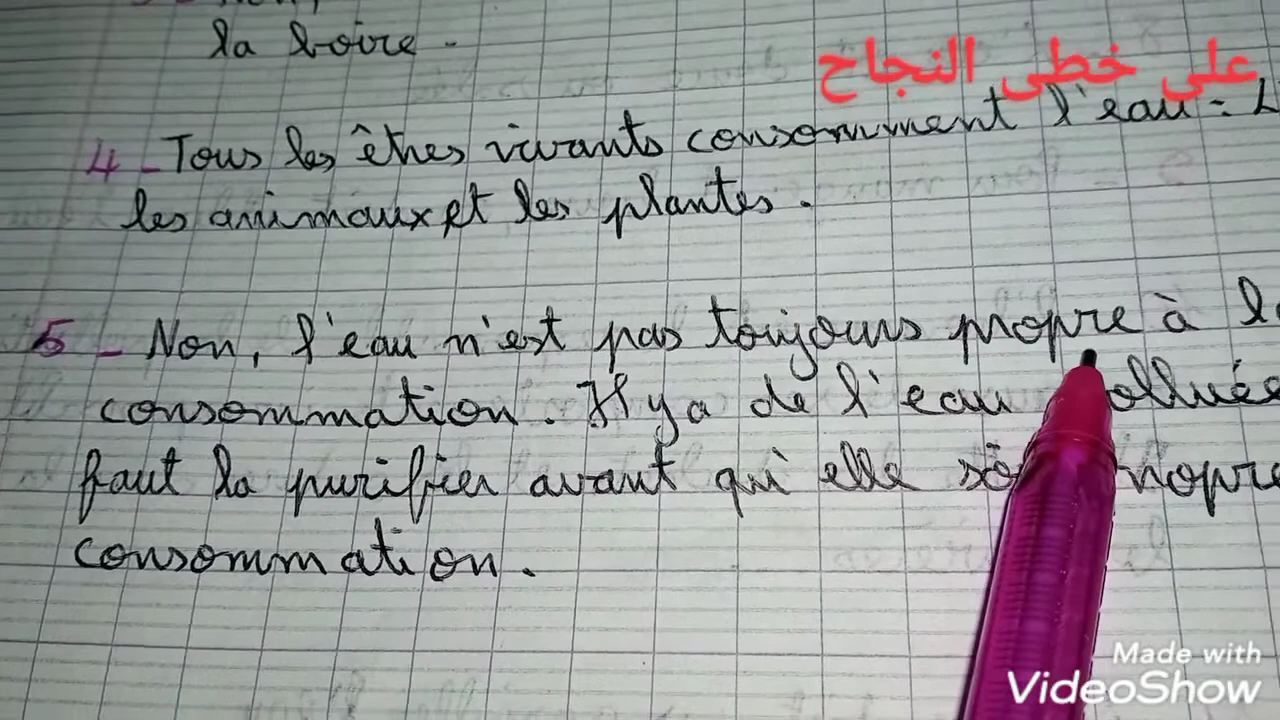 la boire.
على خطى النجاح
4 - Tous les êtres vivants consomment l'eau : L
les animaux et les plantes.
5 - Non, l'eau n'est pas toujours propre à la
consommation. Il y a de l'eau polluée
faut la purifier avant qu'elle propre
consommation.
Made with
VideoShow